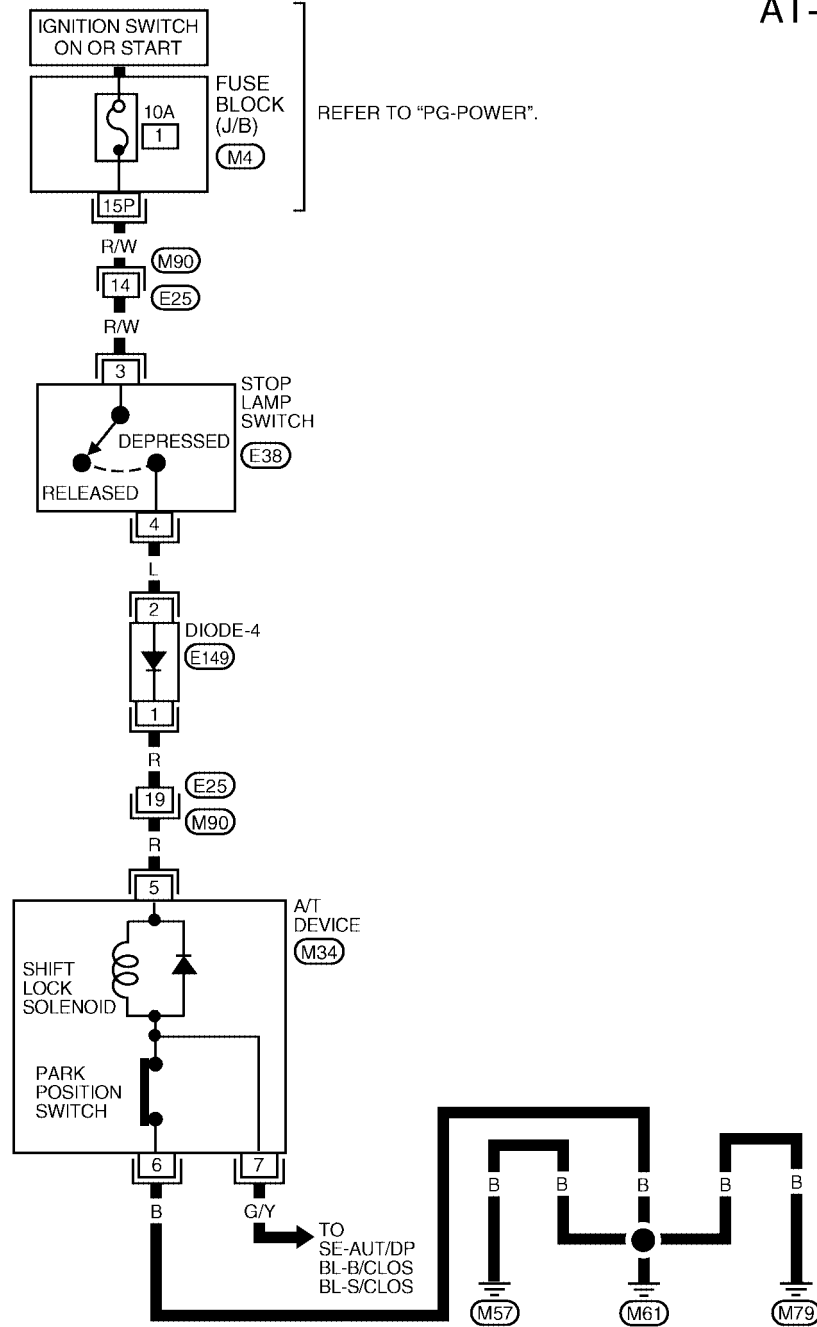 AT-
IGNITION SWITCH
ON OR START
FUSE
BLOCK
(J/B)
M4
10A
1
REFER TO “PG-POWER”.
15P
R/W
M90
14
E25
R/W
3
STOP
LAMP
SWITCH
E38
DEPRESSED
RELEASED
4
L
2
DIODE-4
E149
1
R
E25
19
M90
R
5
A/T
DEVICE
M34
SHIFT
LOCK
SOLENOID
PARK
POSITION
SWITCH
6
7
B
G/Y
TO
SE-AUT/DP
BL-B/CLOS
BL-S/CLOS
B
B
B
B
B
M57
M61
M79